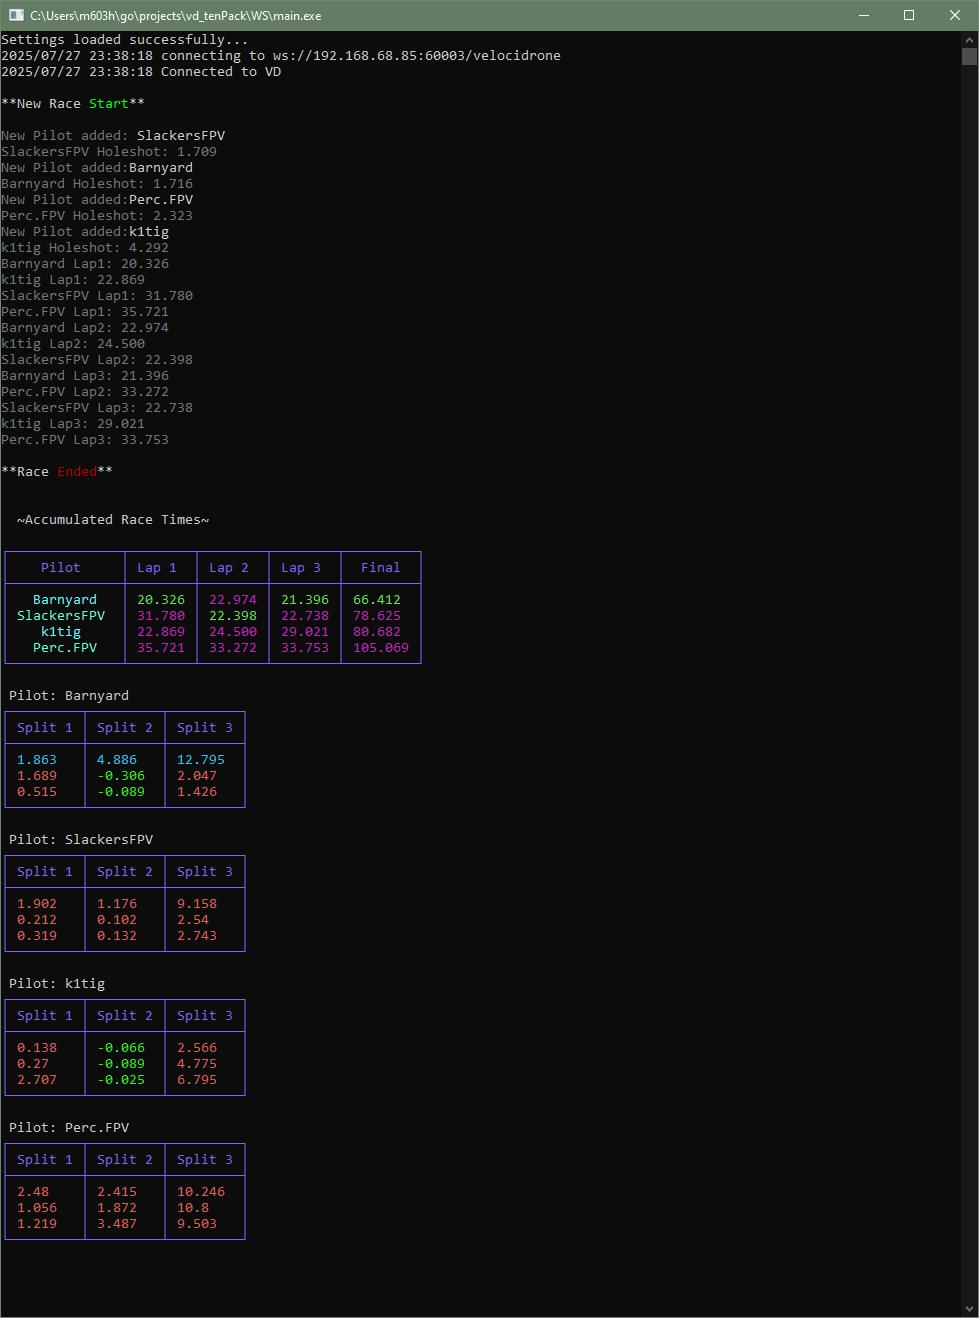 C:\Users\m603h\go\projects\vd_tenPack\WS\main.exe
Settings loaded successfully...
2025/07/27 23:38:18 connecting to ws://192.168.68.85:60003/velocidrone
2025/07/27 23:38:18 Connected to VD
**New Race Start**
New Pilot added: SlackersFPV
SlackersFPV Holeshot: 1.709
New Pilot added:Barnyard
Barnyard Holeshot: 1.716
New Pilot added:Perc.FPV
Perc.FPV Holeshot: 2.323
New Pilot added:k1tig
k1tig Holeshot: 4.292
Barnyard Lap1: 20.326
k1tig Lap1: 22.869
SlackersFPV Lap1: 31.780
Perc.FPV Lap1: 35.721
Barnyard Lap2: 22.974
k1tig Lap2: 24.500
SlackersFPV Lap2: 22.398
Barnyard Lap3: 21.396
Perc.FPV Lap2: 33.272
SlackersFPV Lap3: 22.738
k1tig Lap3: 29.021
Perc.FPV Lap3: 33.753
**Race Ended**
~Accumulated Race Times~
Pilot Lap 1 Lap 2 Lap 3 Final
Barnyard 20.326 22.974 21.396 66.412
SlackersFPV 31.780 22.398 22.738 78.625
k1tig 22.869 24.500 29.021 80.682
Perc.FPV 35.721 33.272 33.753 105.069
Pilot: Barnyard
Split 1 Split 2 Split 3
1.863 4.886 12.795
1.689 -0.306 2.047
0.515 -0.089 1.426
Pilot: SlackersFPV
Split 1 Split 2 Split 3
1.902 1.176 9.158
0.212 0.102 2.54
0.319 0.132 2.743
Pilot: k1tig
Split 1 Split 2 Split 3
0.138 -0.066 2.566
0.27 -0.089 4.775
2.707 -0.025 6.795
Pilot: Perc.FPV
Split 1 Split 2 Split 3
2.48 2.415 10.246
1.056 1.872 10.8
1.219 3.487 9.503